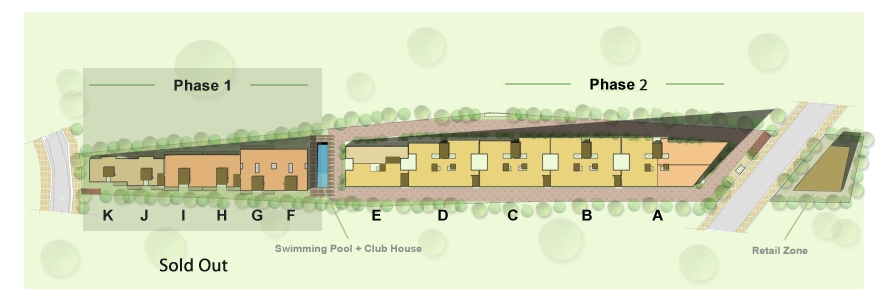 Phase 1
Phase 2
K J I H G F E D C B A
Swimming Pool + Club House
Retail Zone
Sold Out